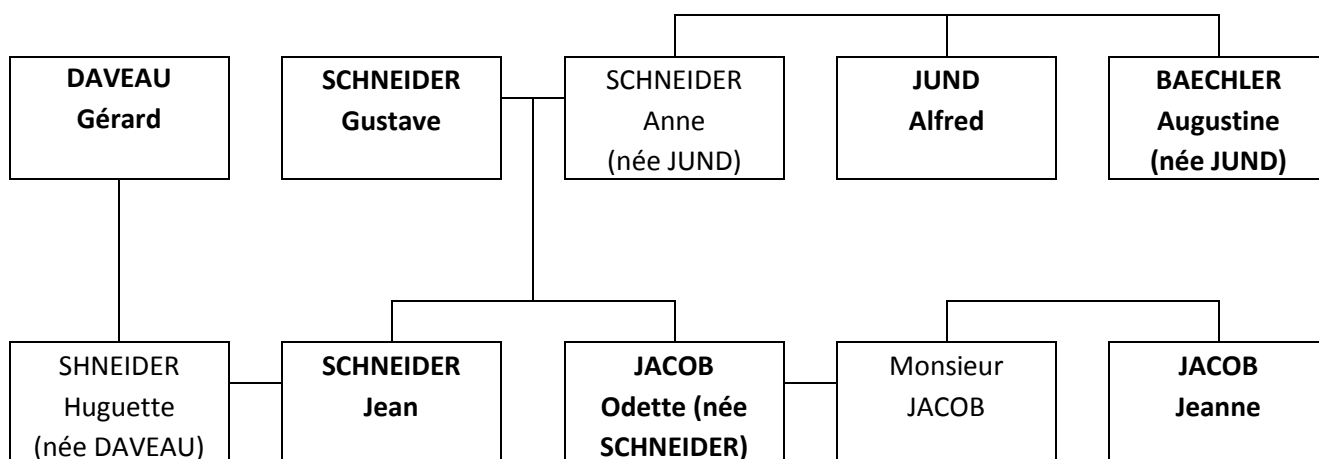 DAVEAU
Gérard
SCHNEIDER
Gustave
SCHNEIDER
Anne
(née JUND)
JUND
Alfred
BAECHLER
Augustine
(née JUND)
SHNEIDER
Huguette
(née DAVEAU)
SCHNEIDER
Jean
JACOB
Odette (née
SCHNEIDER)
Monsieur
JACOB
JACOB
Jeanne